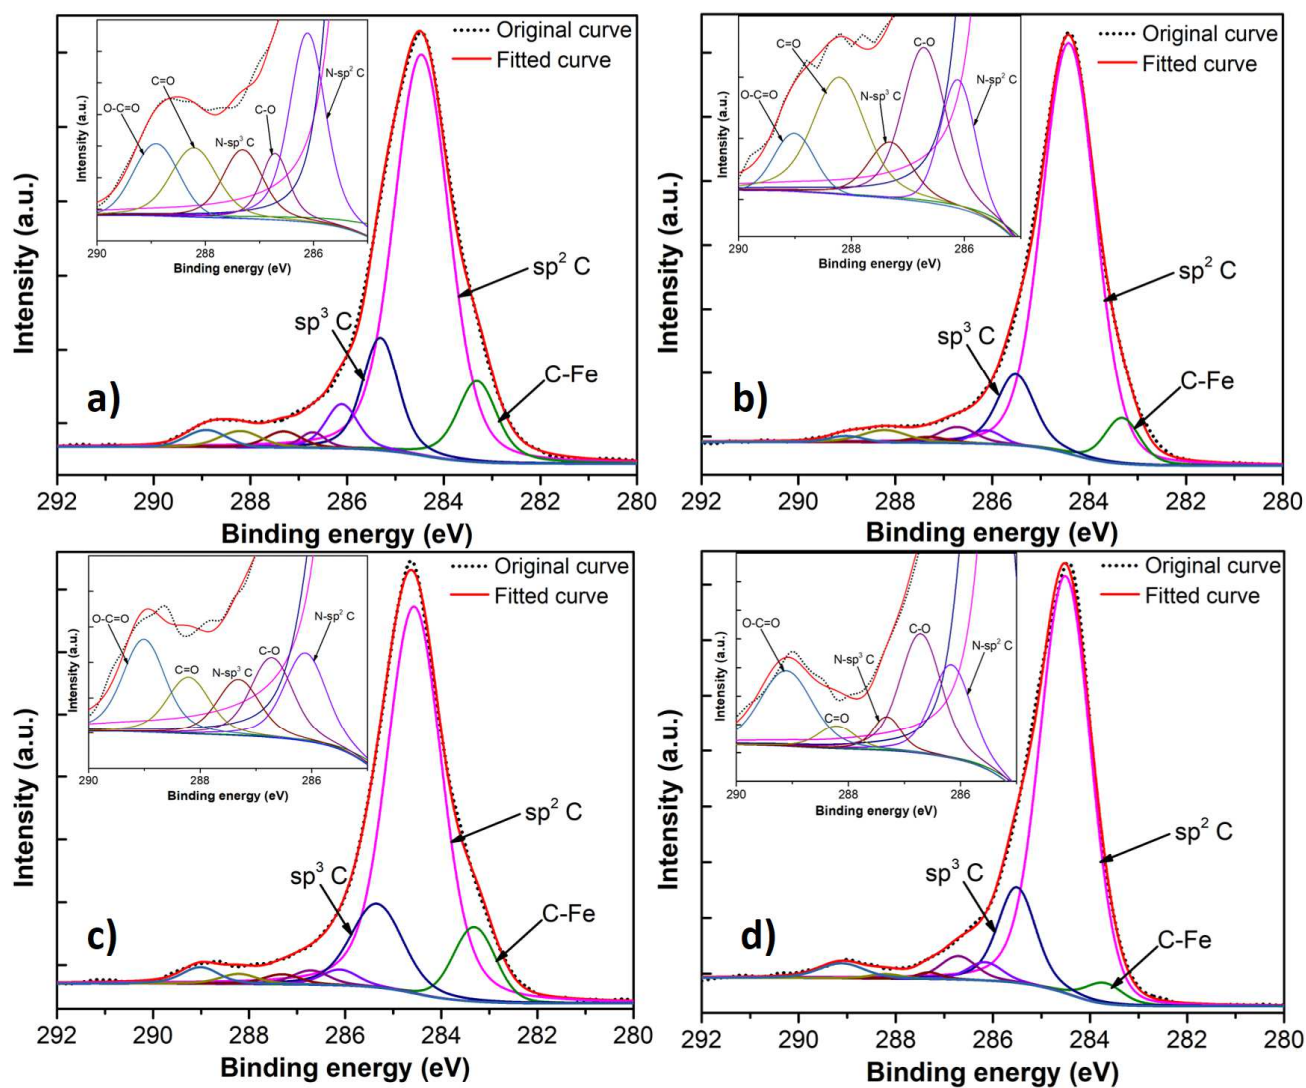 Original curve
Fitted curve
O-C=O
C=O
N-sp³ C
C-O
N-sp² C
Intensity (a.u.)
290 288 286
Binding energy (eV)
sp² C
sp³ C
C-Fe
a)
Intensity (a.u.)
292 290 288 286 284 282 280
Binding energy (eV)
Original curve
Fitted curve
C=O
C-O
O-C=O
N-sp³ C
N-sp² C
Intensity (a.u.)
290 288 286
Binding energy (eV)
sp² C
sp³ C
C-Fe
b)
Intensity (a.u.)
292 290 288 286 284 282 280
Binding energy (eV)
Original curve
Fitted curve
O-C=O
C=O
N-sp³ C
C-O
N-sp² C
Intensity (a.u.)
290 288 286
Binding energy (eV)
sp² C
sp³ C
C-Fe
c)
Intensity (a.u.)
292 290 288 286 284 282 280
Binding energy (eV)
Original curve
Fitted curve
O-C=O
N-sp³ C
C=O
C-O
N-sp² C
Intensity (a.u.)
290 288 286
Binding energy (eV)
sp² C
sp³ C
C-Fe
d)
Intensity (a.u.)
292 290 288 286 284 282 280
Binding energy (eV)